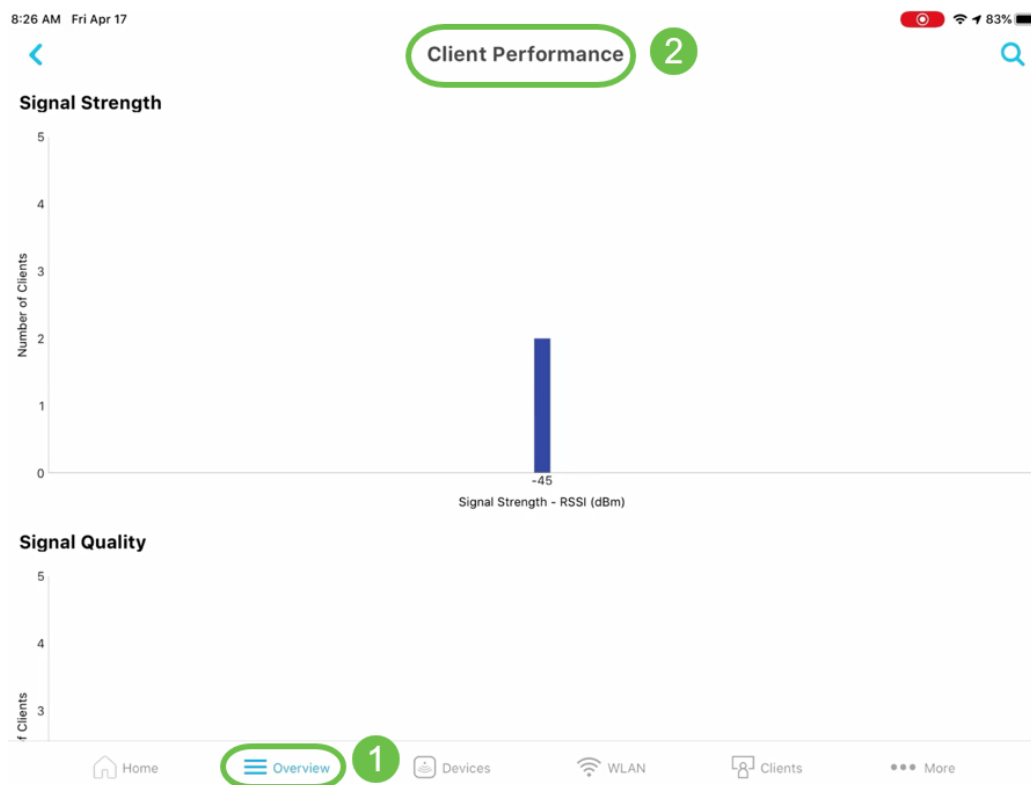 8:26 AM Fri Apr 17
83%
Client Performance
2
Signal Strength
5
4
3
2
1
0
Number of Clients
-45
Signal Strength - RSSI (dBm)
Signal Quality
5
4
3
of Clients
Home
Overview
1
Devices
WLAN
Clients
More